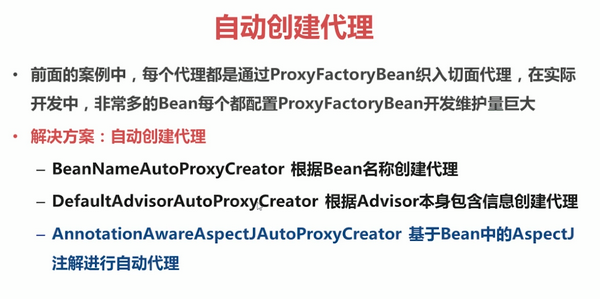 自动创建代理
• 前面的案例中，每个代理都是通过ProxyFactoryBean织入切面代理，在实际
开发中，非常多的Bean每个都配置ProxyFactoryBean开发维护量巨大
• 解决方案：自动创建代理
– BeanNameAutoProxyCreator 根据Bean名称创建代理
– DefaultAdvisorAutoProxyCreator 根据Advisor本身包含信息创建代理
– AnnotationAwareAspectJAutoProxyCreator 基于Bean中的AspectJ
注解进行自动代理